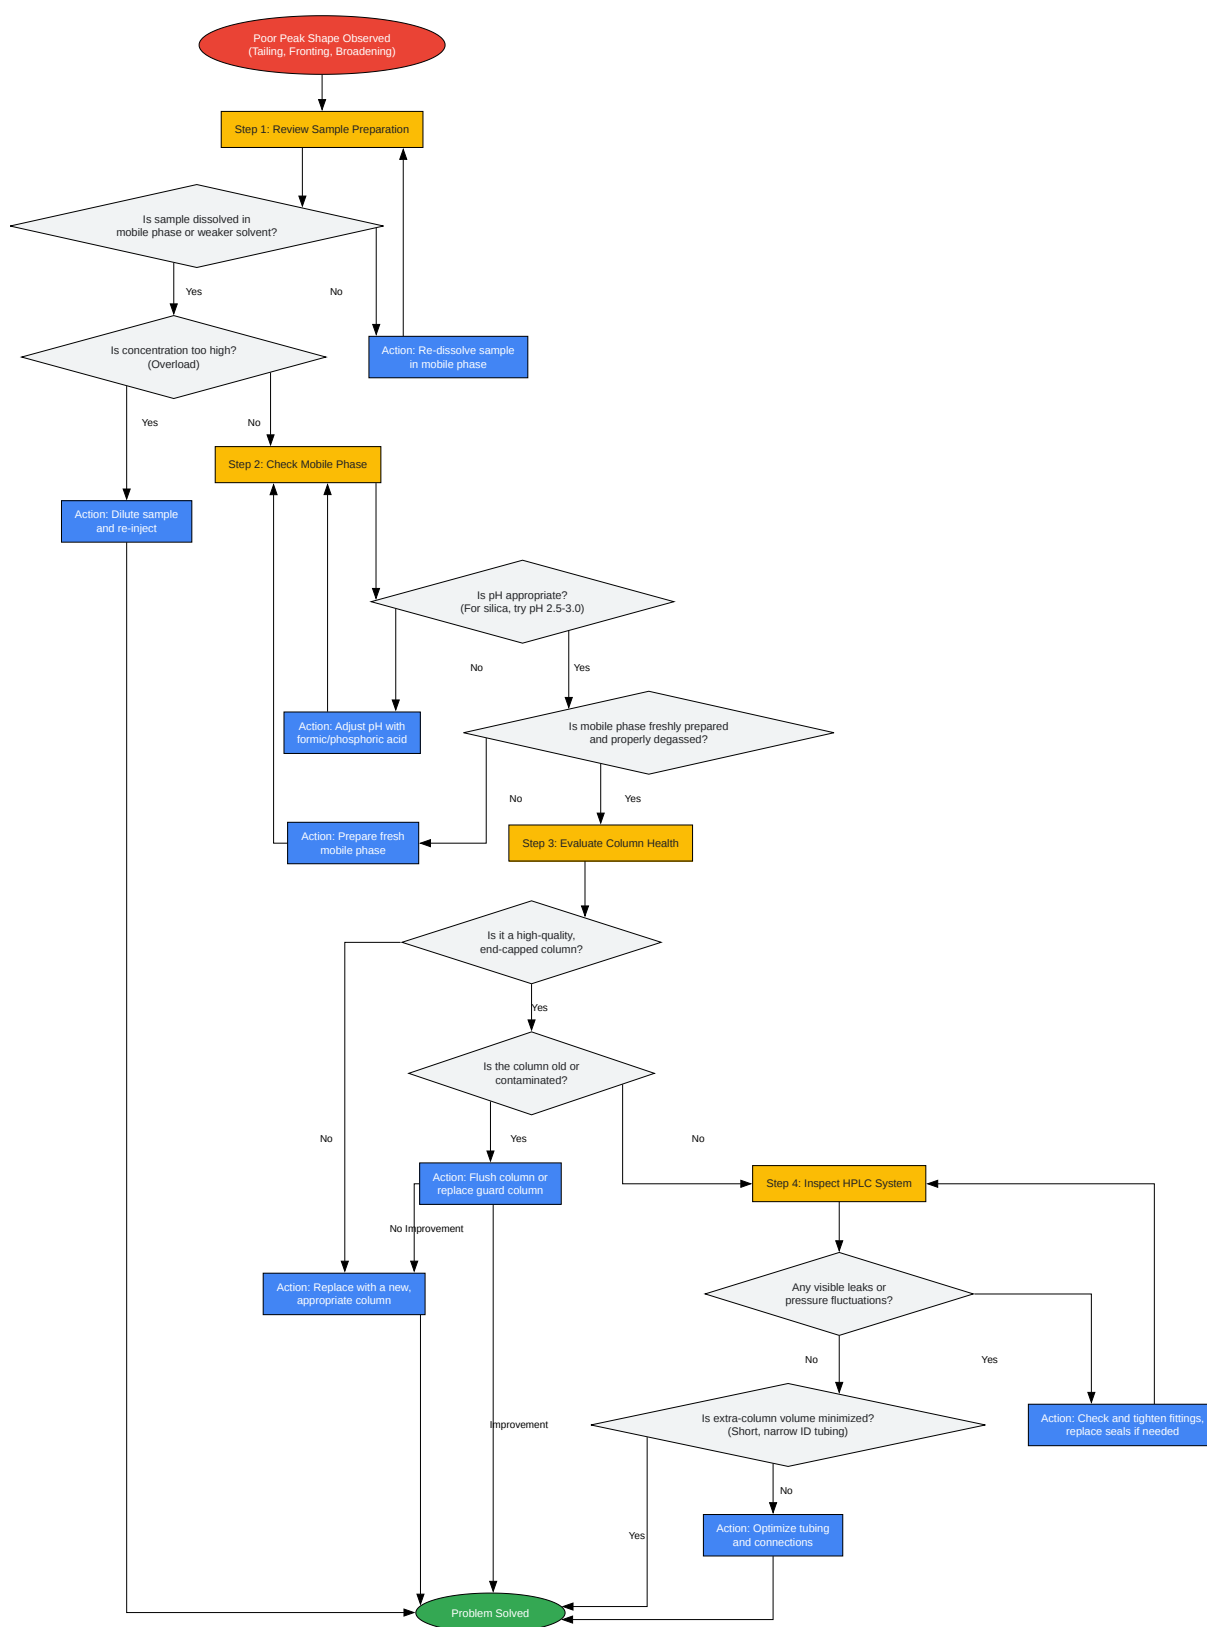 Poor Peak Shape Observed
(Tailing, Fronting, Broadening)
Step 1: Review Sample Preparation
Is sample dissolved in
mobile phase or weaker solvent?
Yes
No
Is concentration too high?
(Overload)
Action: Re-dissolve sample
in mobile phase
Yes
No
Step 2: Check Mobile Phase
Action: Dilute sample
and re-inject
Is pH appropriate?
(For silica, try pH 2.5-3.0)
No
Yes
Action: Adjust pH with
formic/phosphoric acid
Is mobile phase freshly prepared
and properly degassed?
No
Yes
Action: Prepare fresh
mobile phase
Step 3: Evaluate Column Health
Is it a high-quality,
end-capped column?
Yes
Is the column old or
contaminated?
No
Yes
No
Action: Flush column or
replace guard column
Step 4: Inspect HPLC System
No Improvement
Action: Replace with a new,
appropriate column
Any visible leaks or
pressure fluctuations?
No
Yes
Improvement
Is extra-column volume minimized?
(Short, narrow ID tubing)
Action: Check and tighten fittings,
replace seals if needed
No
Yes
Action: Optimize tubing
and connections
Problem Solved